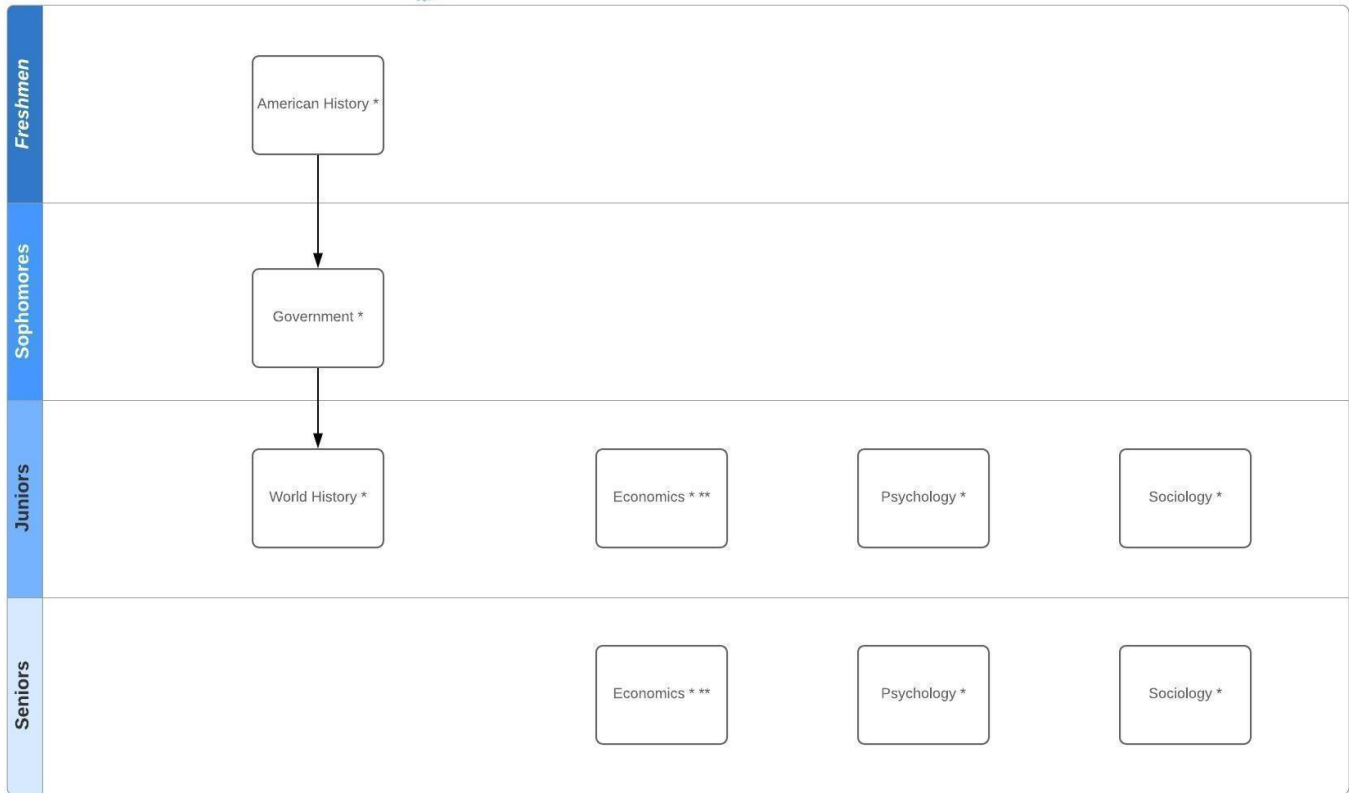 Freshmen
American History *
Sophomores
Government *
Juniors
World History *
Economics * **
Psychology *
Sociology *
Seniors
Economics * **
Psychology *
Sociology *